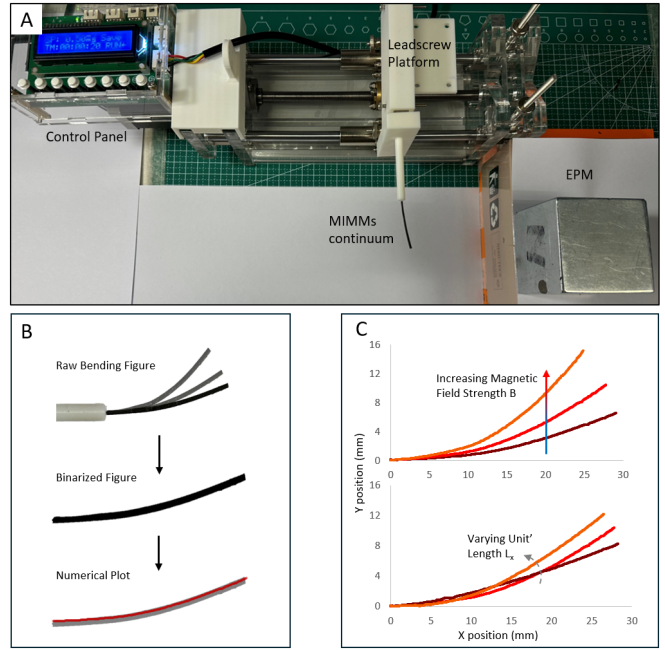 A
Leadscrew
Platform
Control Panel
EPM
MIMMs
continuum
B
Raw Bending Figure
Binarized Figure
Numerical Plot
C
16
12
8
4
0
Increasing Magnetic
Field Strength B
0 5 10 15 20 25 30
Y position (mm)
16
12
8
4
0
Varying Unit'
Length Lx
0 5 10 15 20 25 30
X position (mm)